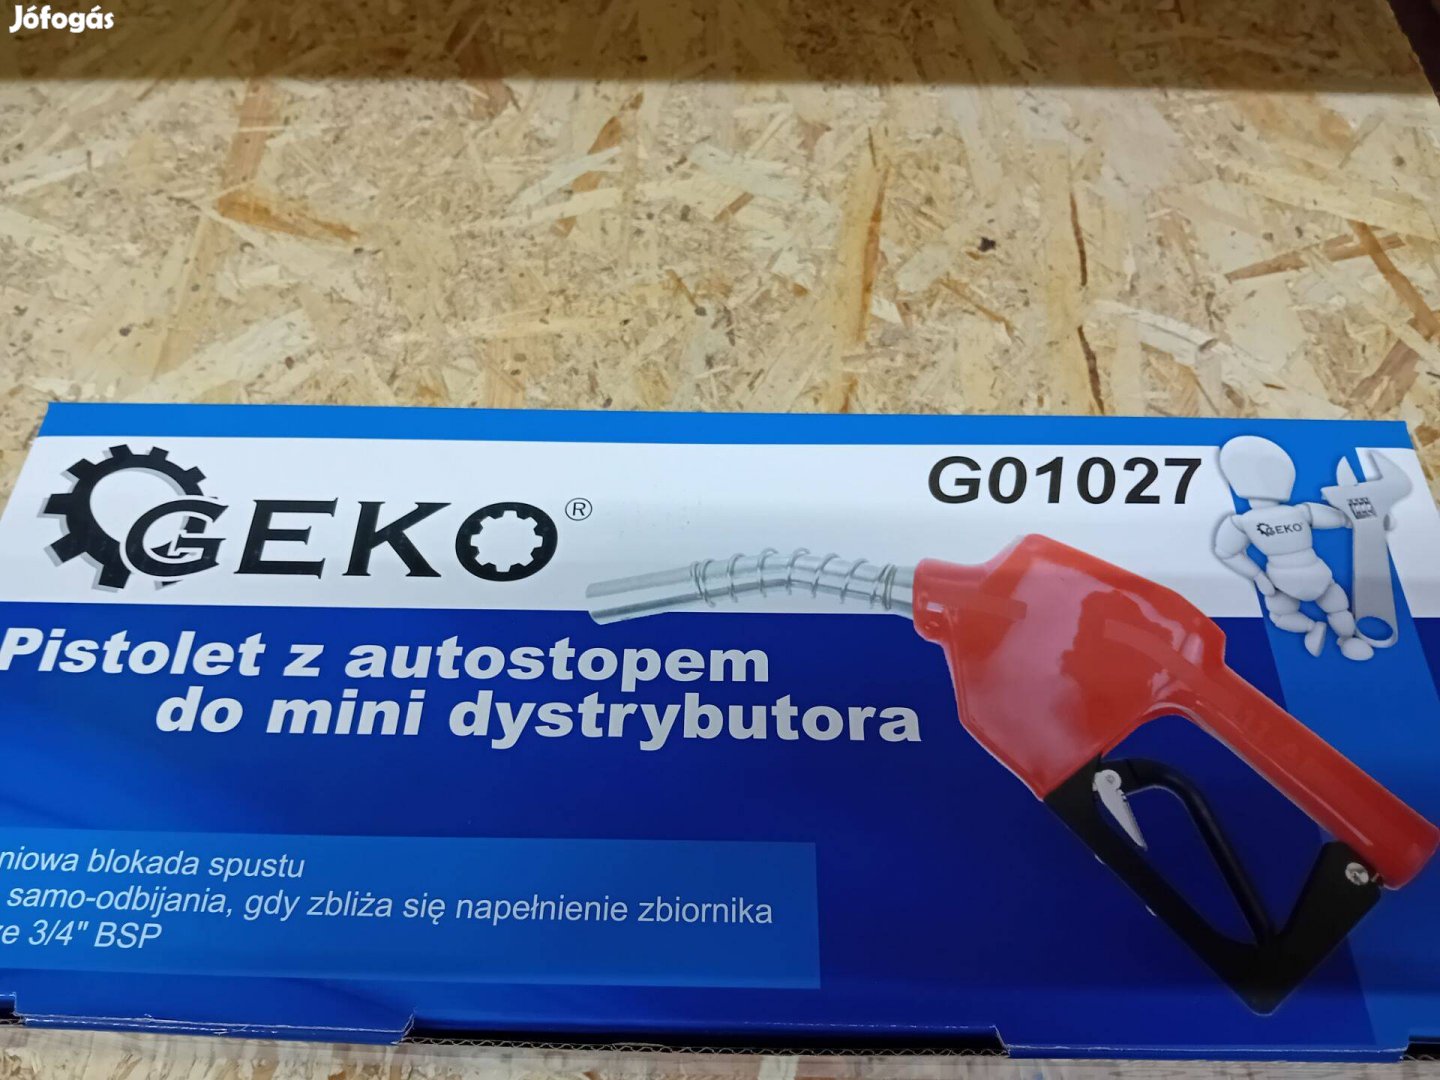 Jófogás
GEKO®
G01027
GEKO
Pistolet z autostopem
do mini dystrybutora
blokada spustu
samo-odbijania, gdy zbliża się napełnienie zbiornika
3/4" BSP